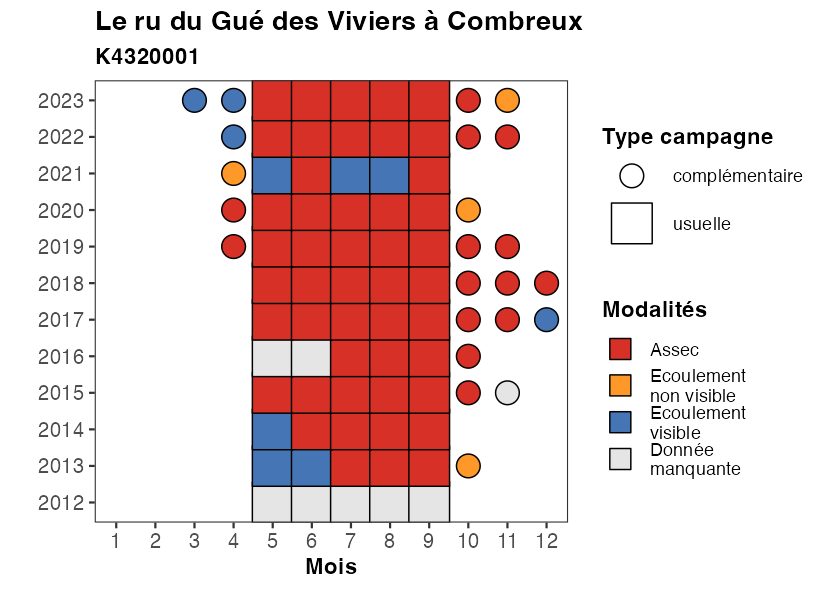 Le ru du Gué des Viviers à Combreux
K4320001
2023
2022
2021
2020
2019
2018
2017
2016
2015
2014
2013
2012
1 2 3 4 5 6 7 8 9 10 11 12
Mois
Type campagne
complémentaire
usuelle
Modalités
Assec
Ecoulement
non visible
Ecoulement
visible
Donnée
manquante